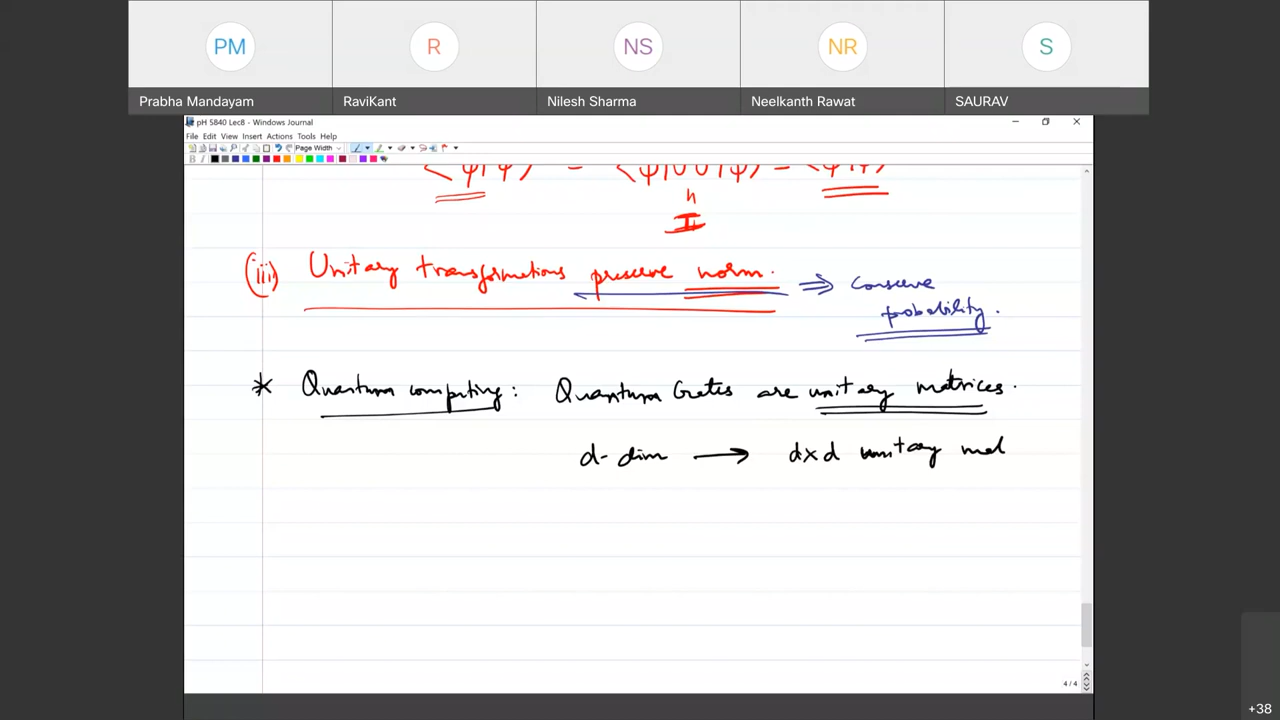 PM
R
NS
NR
S
Prabha Mandayam
RaviKant
Nilesh Sharma
Neelkanth Rawat
SAURAV
pH 5840 Lec8 - Windows Journal
File Edit View Insert Actions Tools Help
Page Width
B I
I
(iii) Unitary transformations preserve norm. ⇒ conserve
probability.
* Quantum computing: Quantum Gates are unitary matrices.
d-dim → d×d unitary mat
4 / 4
+38